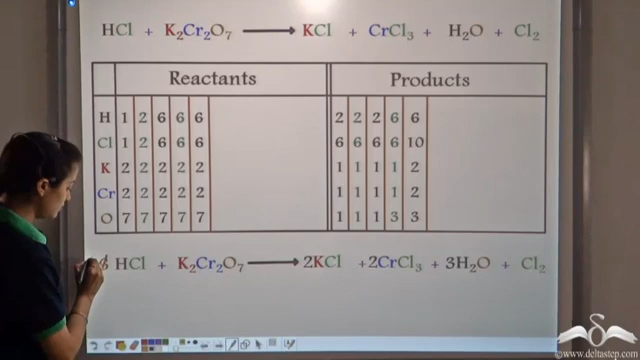 HCl + K₂Cr₂O₇ ⟶ KCl + CrCl₃ + H₂O + Cl₂
Reactants Products
H 1 2 6 6 6 2 2 2 6 6
Cl 1 2 6 6 6 6 6 6 6 10
K 2 2 2 2 2 1 1 1 1 2
Cr 2 2 2 2 2 1 1 1 1 2
O 7 7 7 7 7 1 1 1 3 3
HCl + K₂Cr₂O₇ ⟶ 2KCl +2CrCl₃ + 3H₂O + Cl₂
©www.deltastep.com